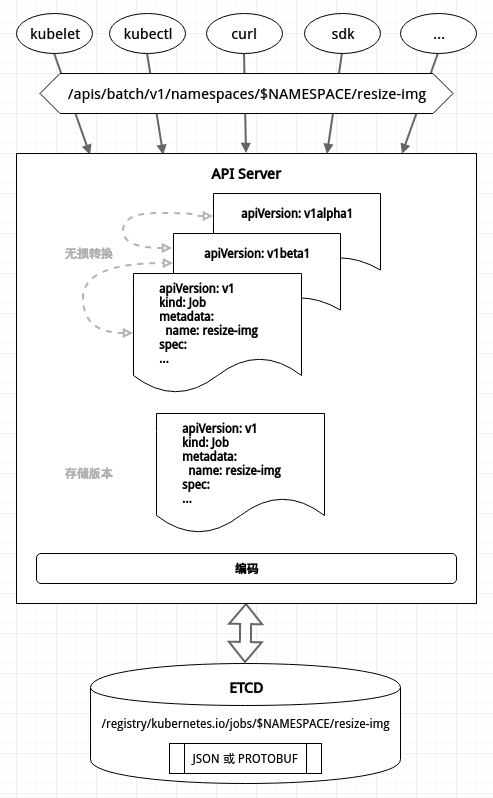 kubelet
kubectl
curl
sdk
...
/apis/batch/v1/namespaces/$NAMESPACE/resize-img
API Server
apiVersion: v1alpha1
无损转换
apiVersion: v1beta1
apiVersion: v1
kind: Job
metadata:
name: resize-img
spec:
...
存储版本
apiVersion: v1
kind: Job
metadata:
name: resize-img
spec:
...
编码
ETCD
/registry/kubernetes.io/jobs/$NAMESPACE/resize-img
JSON 或 PROTOBUF